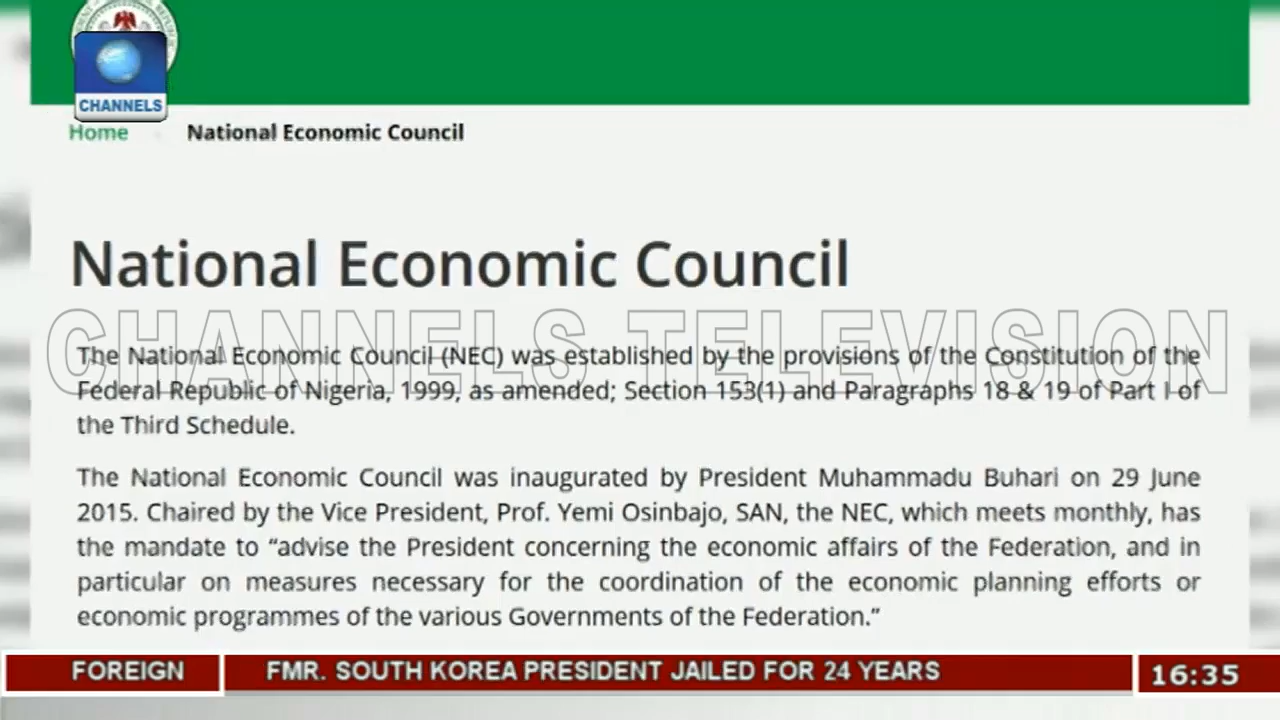 CHANNELS
Home
National Economic Council
National Economic Council
CHANNELS TELEVISION
The National Economic Council (NEC) was established by the provisions of the Constitution of the
Federal Republic of Nigeria, 1999, as amended; Section 153(1) and Paragraphs 18 & 19 of Part I of
the Third Schedule.
The National Economic Council was inaugurated by President Muhammadu Buhari on 29 June
2015. Chaired by the Vice President, Prof. Yemi Osinbajo, SAN, the NEC, which meets monthly, has
the mandate to “advise the President concerning the economic affairs of the Federation, and in
particular on measures necessary for the coordination of the economic planning efforts or
economic programmes of the various Governments of the Federation.”
FOREIGN
FMR. SOUTH KOREA PRESIDENT JAILED FOR 24 YEARS
16:35